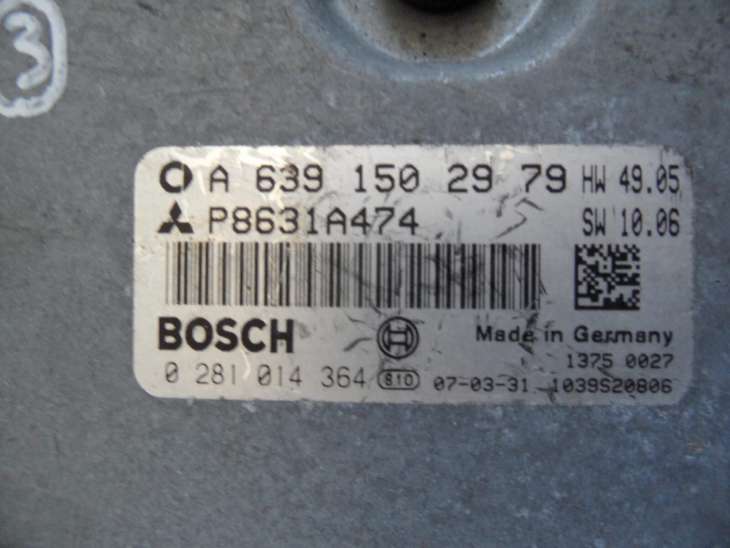 3
A 639 150 29 79 HW 49.05
P8631A474 SW 10.06
BOSCH Made in Germany
1375 0027
0 281 014 364 810 07-03-31 1039S20806